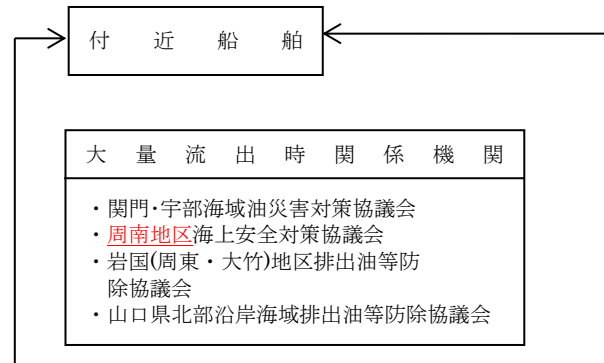 付近船舶
大量流出時関係機関
・関門・宇部海域油災害対策協議会
・周南地区海上安全対策協議会
・岩国(周東・大竹)地区排出油等防
除協議会
・山口県北部沿岸海域排出油等防除協議会